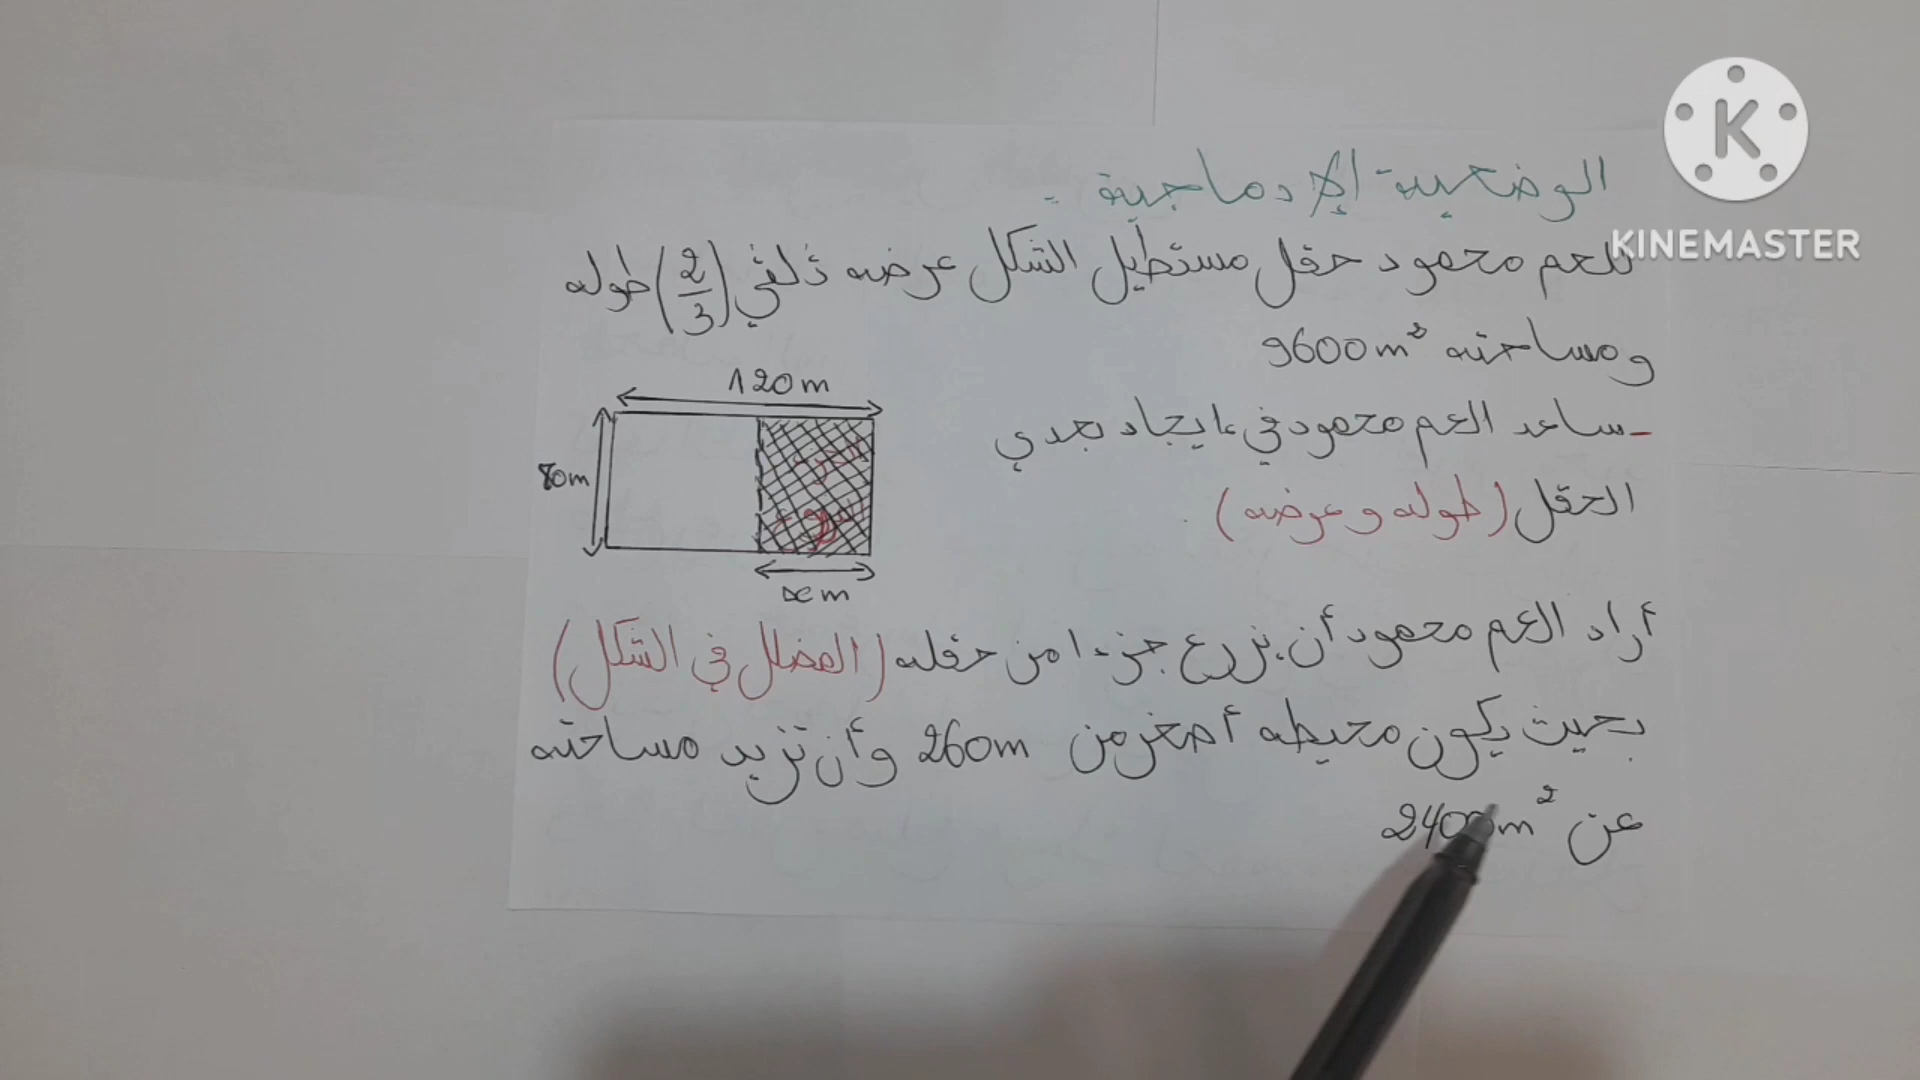 KINEMASTER
الوضعية الإدماجية :
للعم محمود حقل مستطيل الشكل عرضه ثلثي (2/3) طوله
ومساحته 9600m²
- ساعد العم محمود في ايجاد بعدي
الحقل (طوله وعرضه)
120m
80m
xm
أراد العم محمود أن يزرع جزءا من حقله (المضلل في الشكل)
بحيث يكون محيطه أصغر من 260m وأن تزيد مساحته
عن 2400m²